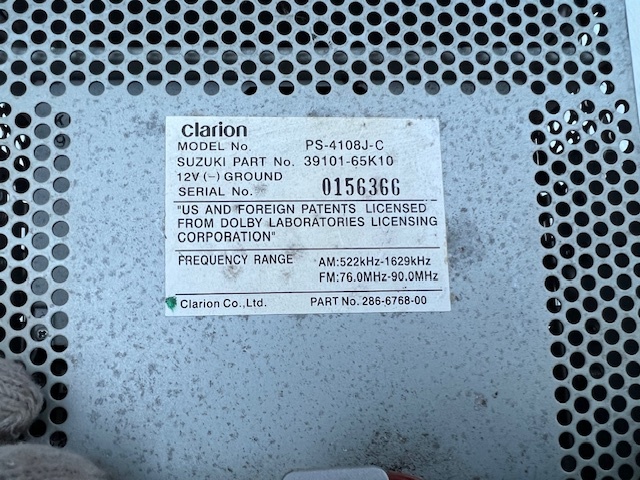 clarion
MODEL No. PS-4108J-C
SUZUKI PART No. 39101-65K10
12V (-) GROUND
SERIAL No. 0156366
"US AND FOREIGN PATENTS LICENSED
FROM DOLBY LABORATORIES LICENSING
CORPORATION"
FREQUENCY RANGE AM:522kHz-1629kHz
FM:76.0MHz-90.0MHz
Clarion Co.,Ltd. PART No. 286-6768-00